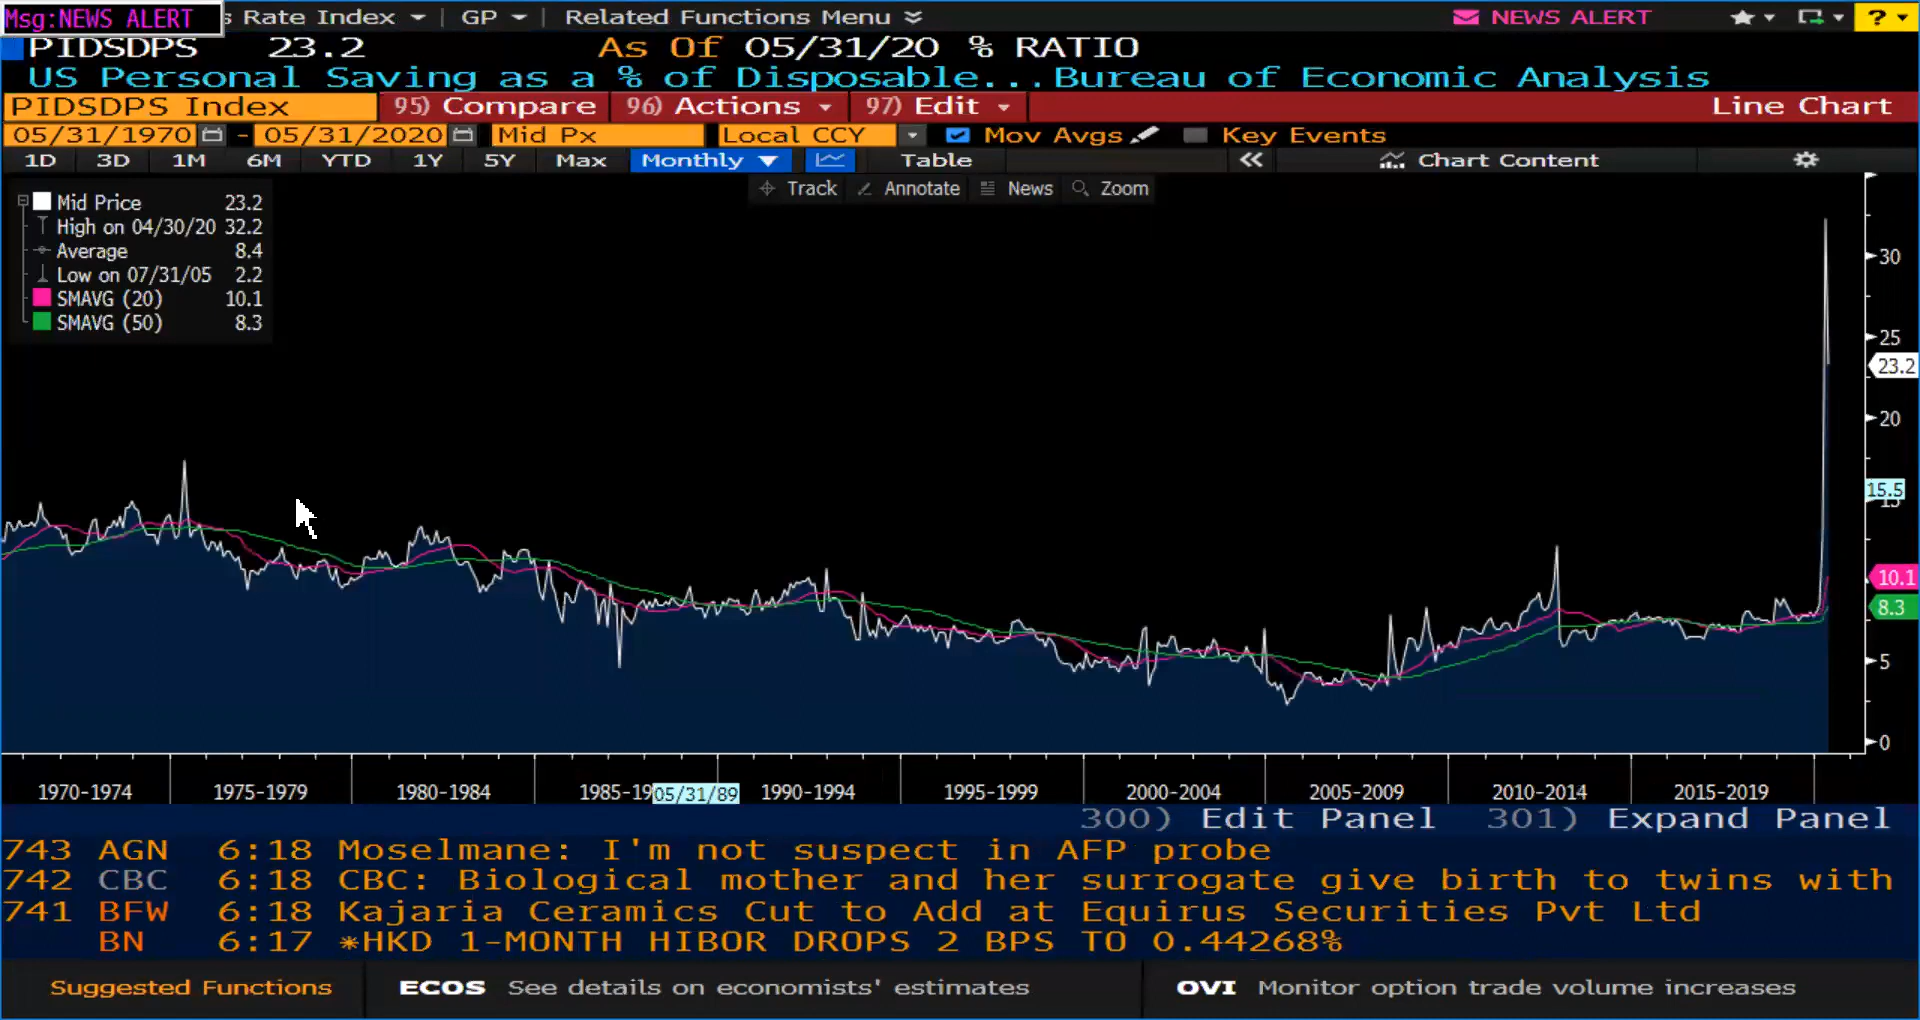 Msg:NEWS ALERT s Rate Index GP Related Functions Menu NEWS ALERT ?
PIDSDPS 23.2 As Of 05/31/20 % RATIO
US Personal Saving as a % of Disposable...Bureau of Economic Analysis
PIDSDPS Index 95) Compare 96) Actions 97) Edit Line Chart
05/31/1970 - 05/31/2020 Mid Px Local CCY Mov Avgs Key Events
1D 3D 1M 6M YTD 1Y 5Y Max Monthly Table « Chart Content
Track Annotate News Zoom
Mid Price 23.2
High on 04/30/20 32.2
Average 8.4
Low on 07/31/05 2.2
SMAVG (20) 10.1
SMAVG (50) 8.3
30
25
23.2
20
15.5
15
10.1
8.3
5
0
1970-1974 1975-1979 1980-1984 1985-19 05/31/89 1990-1994 1995-1999 2000-2004 2005-2009 2010-2014 2015-2019
300) Edit Panel 301) Expand Panel
743 AGN 6:18 Moselmane: I'm not suspect in AFP probe
742 CBC 6:18 CBC: Biological mother and her surrogate give birth to twins with
741 BFW 6:18 Kajaria Ceramics Cut to Add at Equirus Securities Pvt Ltd
BN 6:17 *HKD 1-MONTH HIBOR DROPS 2 BPS TO 0.44268%
Suggested Functions ECOS See details on economists' estimates OVI Monitor option trade volume increases